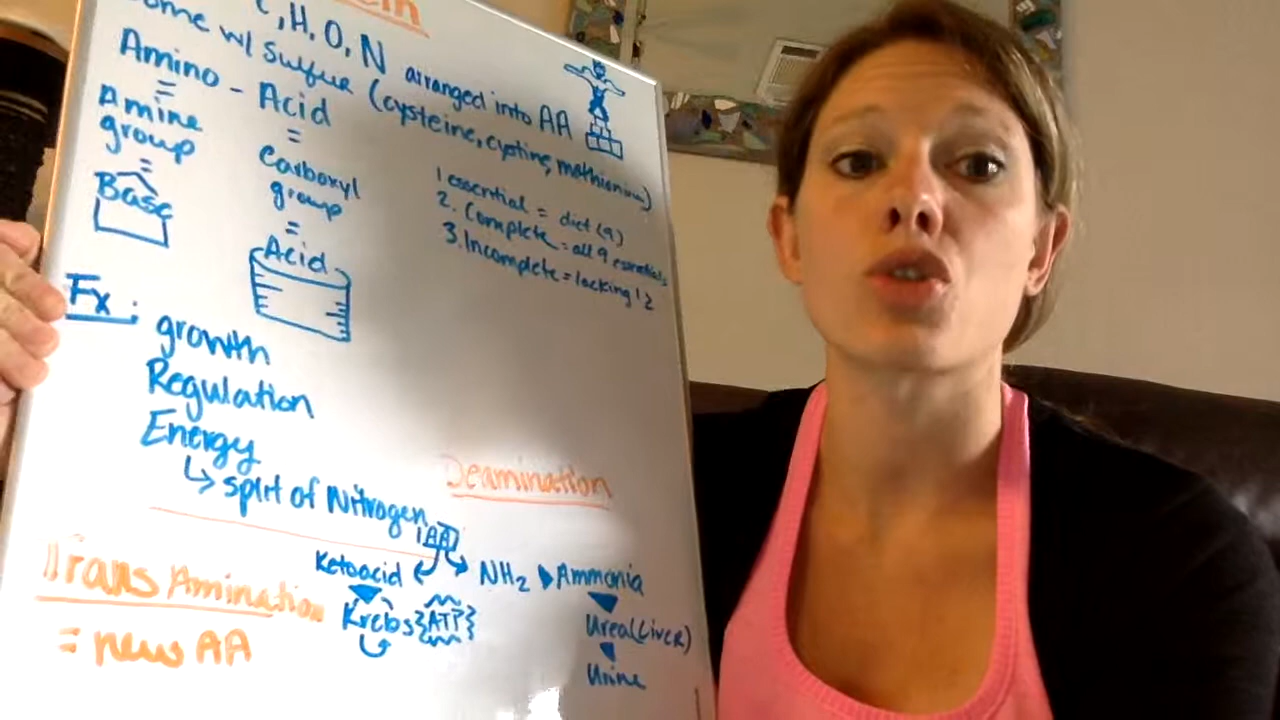 C, H, O, N arranged into AA
Some w/ Sulfur (cysteine, cystine, methionine)
Amino - Acid
=
Amine group
=
Base
=
Carboxyl group
=
Acid
1 essential = diet (9)
2. Complete = all 9 essentials
3. Incomplete = lacking 1 2
Fx:
growth
Regulation
Energy
↳ split of Nitrogen
Deamination
AA
Ketoacid
NH2 ▶ Ammonia
Krebs {ATP}
Urea (Liver)
Urine
TransAmination
= new AA